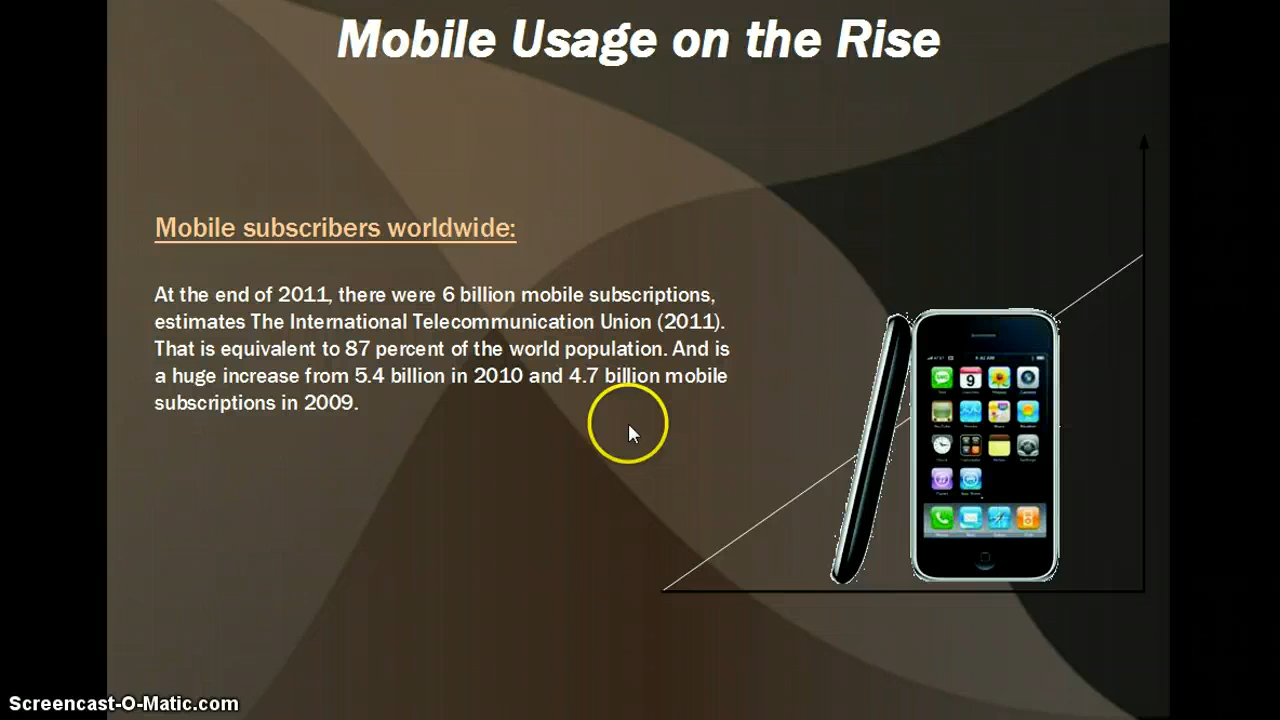 Mobile Usage on the Rise
Mobile subscribers worldwide:
At the end of 2011, there were 6 billion mobile subscriptions,
estimates The International Telecommunication Union (2011).
That is equivalent to 87 percent of the world population. And is
a huge increase from 5.4 billion in 2010 and 4.7 billion mobile
subscriptions in 2009.
9
Screencast-O-Matic.com